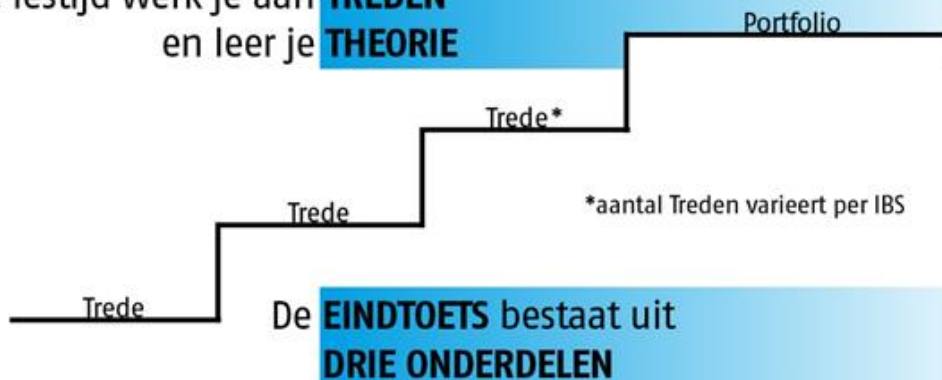 lestijd werk je aan TREDEN
en leer je THEORIE
Portfolio
Trede*
Trede
*aantal Treden varieert per IBS
Trede
De EINDTOETS bestaat uit
DRIE ONDERDELEN